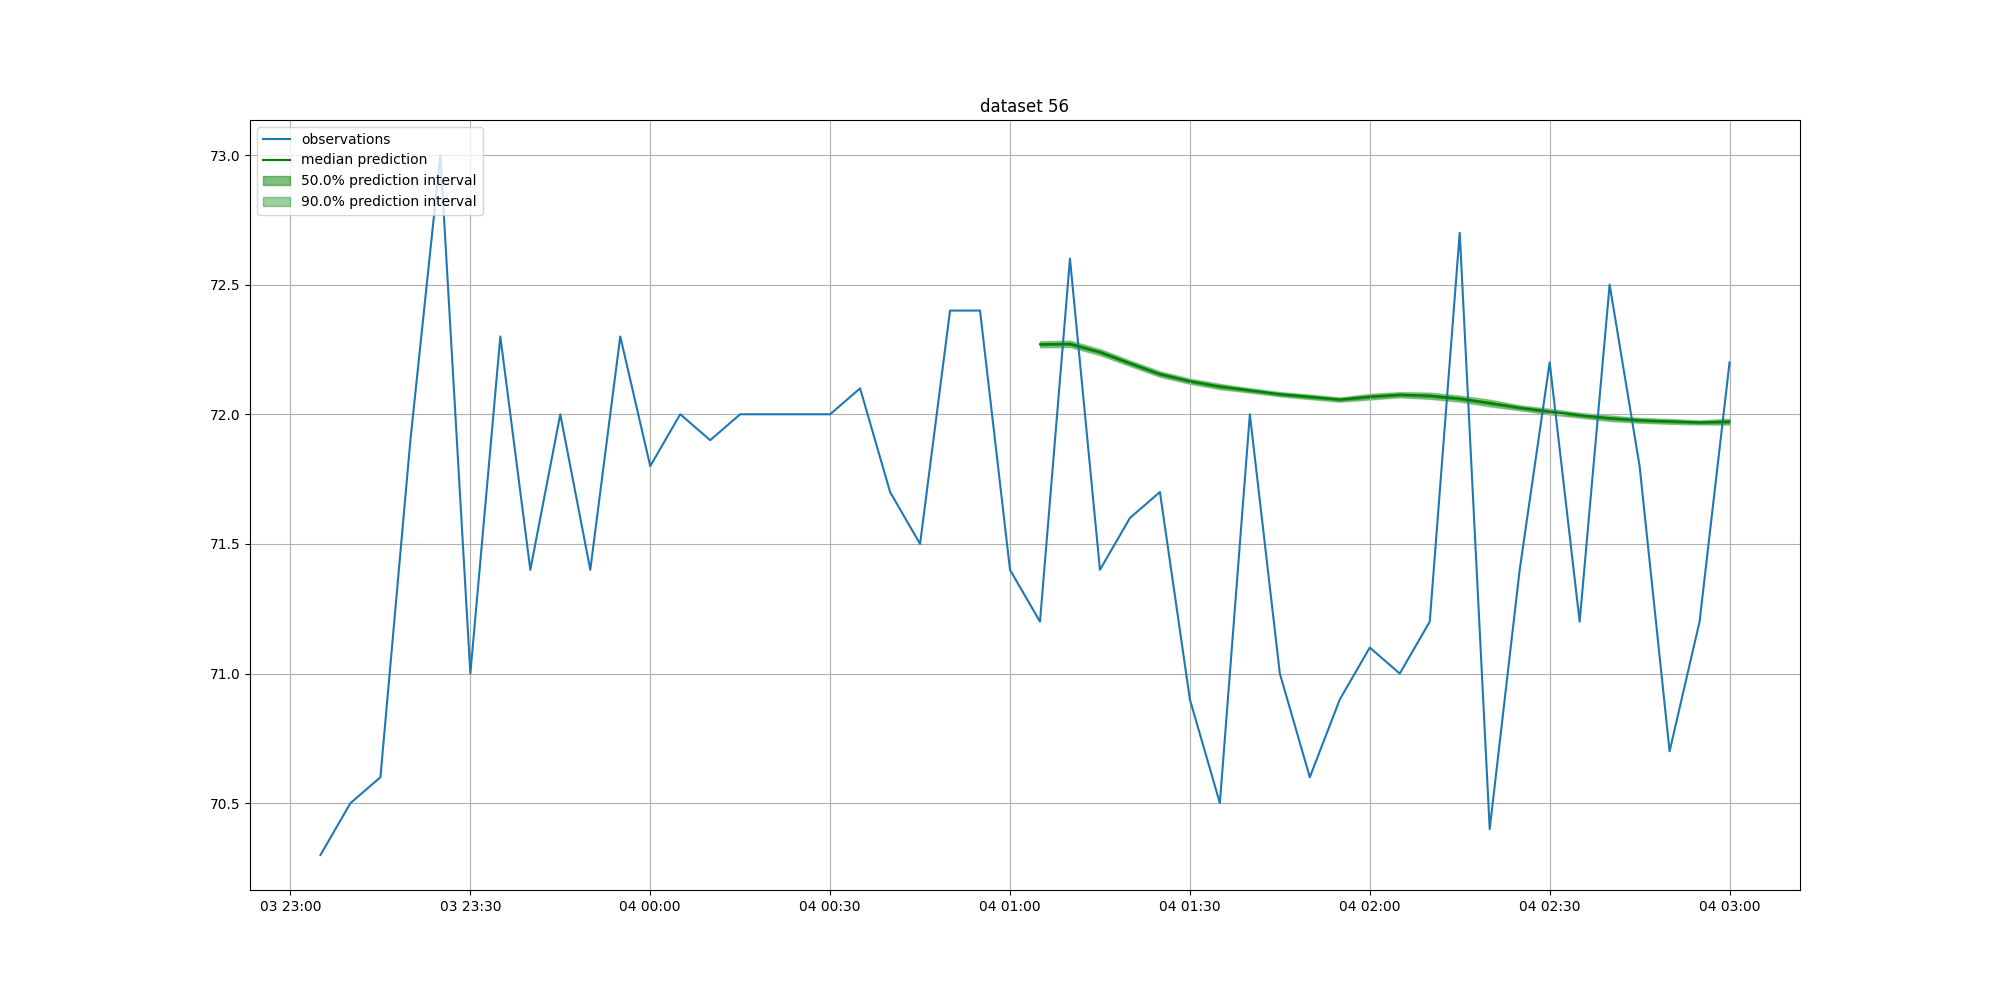 dataset 56
observations
median prediction
50.0% prediction interval
90.0% prediction interval
73.0
72.5
72.0
71.5
71.0
70.5
03 23:00 03 23:30 04 00:00 04 00:30 04 01:00 04 01:30 04 02:00 04 02:30 04 03:00